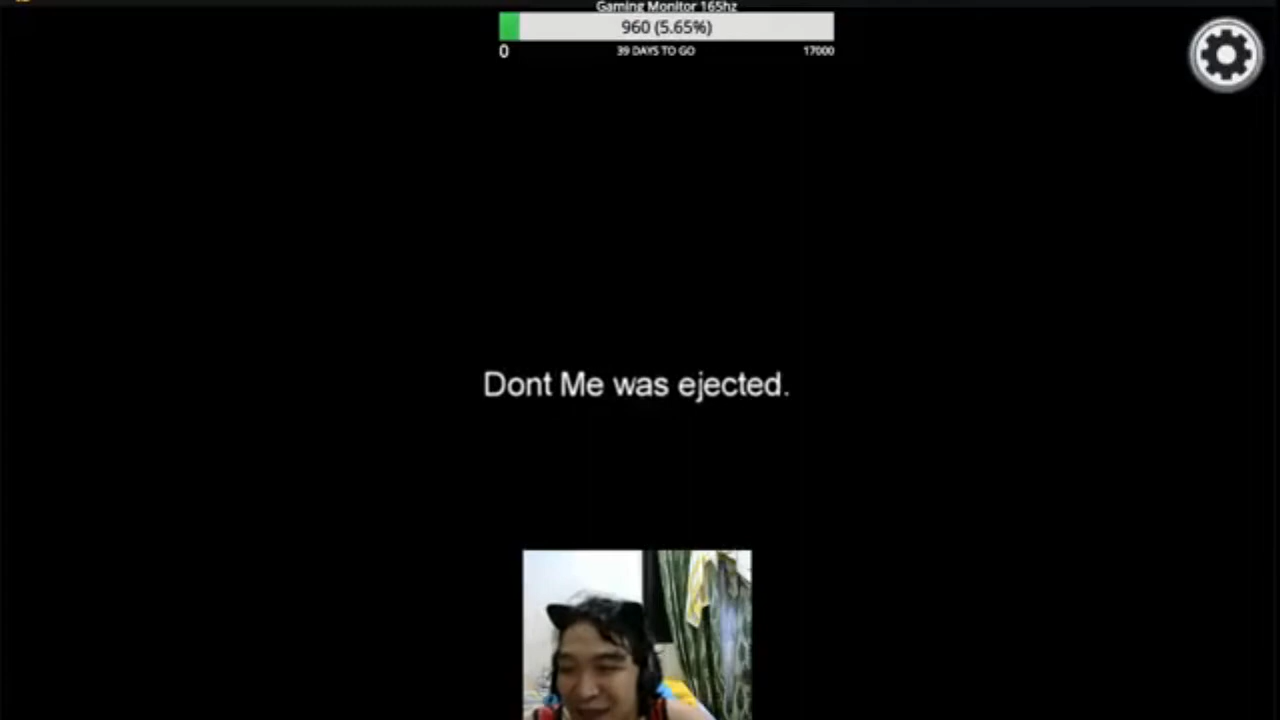 Gaming Monitor 165hz
960 (5.65%)
0 39 DAYS TO GO 17000
Dont Me was ejected.